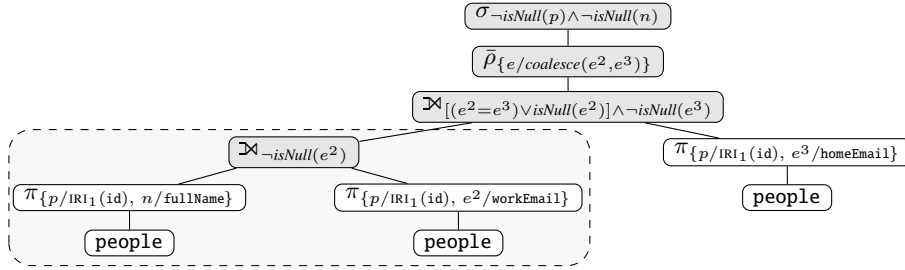 σ¬isNull(p)∧¬isNull(n)
ρ̄{e/coalesce(e²,e³)}
⟕[(e²=e³)∨isNull(e²)]∧¬isNull(e³)
⟕¬isNull(e²)
π{p/IRI₁(id), e³/homeEmail}
π{p/IRI₁(id), n/fullName}
π{p/IRI₁(id), e²/workEmail}
people
people
people